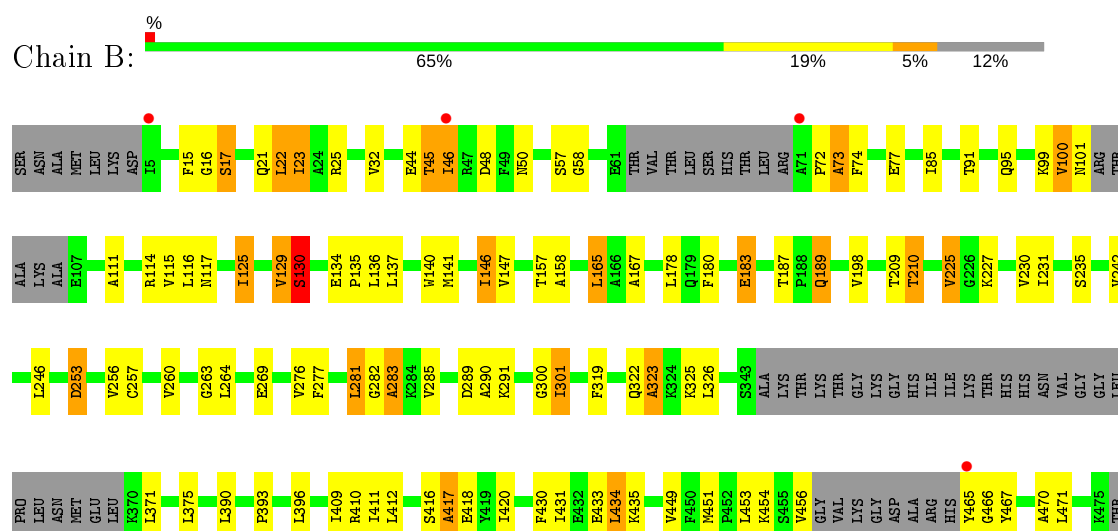 %
Chain B:
65% 19% 5% 12%
SER ASN ALA MET LEU LYS ASP I5 F15 G16 S17 Q21 L22 I23 A24 R25 V32 E44 T45 I46 R47 D48 F49 N50 S57 G58 E61 THR VAL THR LEU SER HIS THR LEU ARG A71 P72 A73 F74 E77 I85 T91 Q95 K99 V100 N101 ARG THR
ALA LYS ALA E107 A111 R114 V115 L116 N117 I125 V129 S130 E134 P135 L136 L137 W140 M141 I146 V147 T157 A158 L165 A166 A167 L178 Q179 F180 E183 T187 P188 Q189 V198 T209 T210 V225 G226 K227 V230 I231 S235 V242
L246 D253 V256 C257 V260 G263 L264 E269 V276 F277 L281 G282 A283 K284 V285 D289 A290 K291 G300 I301 F319 Q322 A323 K324 K325 L326 S343 ALA LYS THR LYS THR GLY LYS GLY HIS ILE ILE LYS THR HIS HIS ASN VAL GLY GLY LEU
PRO LEU ASN MET GLU LEU K370 L371 L375 L390 P393 L396 I409 R410 I411 L412 S416 A417 E418 Y419 I420 F430 I431 E432 E433 L434 K435 V449 F450 M451 P452 L453 K454 S455 V456 GLY VAL LYS GLY ASP ALA ARG HIS Y465 G466 Y467 A470 L471 K475 THR